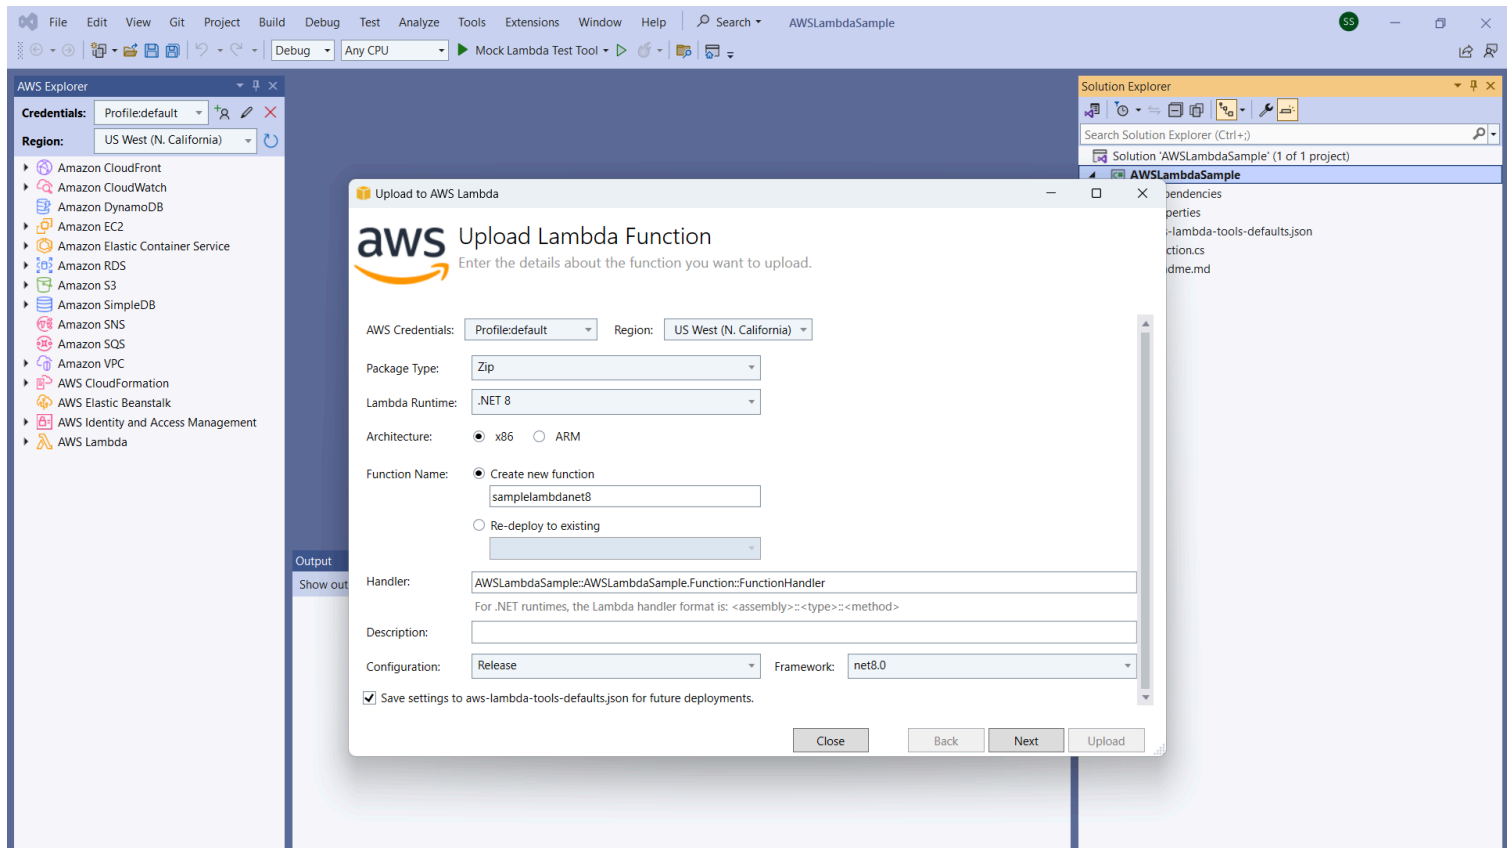 File Edit View Git Project Build Debug Test Analyze Tools Extensions Window Help Search AWSLambdaSample SS
Debug Any CPU Mock Lambda Test Tool
AWS Explorer
Credentials: Profile:default
Region: US West (N. California)
Amazon CloudFront
Amazon CloudWatch
Amazon DynamoDB
Amazon EC2
Amazon Elastic Container Service
Amazon RDS
Amazon S3
Amazon SimpleDB
Amazon SNS
Amazon SQS
Amazon VPC
AWS CloudFormation
AWS Elastic Beanstalk
AWS Identity and Access Management
AWS Lambda
Output
Show out
Upload to AWS Lambda
aws
Upload Lambda Function
Enter the details about the function you want to upload.
AWS Credentials: Profile:default Region: US West (N. California)
Package Type: Zip
Lambda Runtime: .NET 8
Architecture: x86 ARM
Function Name: Create new function
samplelambdanet8
Re-deploy to existing
Handler: AWSLambdaSample::AWSLambdaSample.Function::FunctionHandler
For .NET runtimes, the Lambda handler format is: <assembly>::<type>::<method>
Description:
Configuration: Release Framework: net8.0
Save settings to aws-lambda-tools-defaults.json for future deployments.
Close Back Next Upload
Solution Explorer
Search Solution Explorer (Ctrl+;)
Solution 'AWSLambdaSample' (1 of 1 project)
AWSLambdaSample
pendencies
perties
s-lambda-tools-defaults.json
ction.cs
dme.md